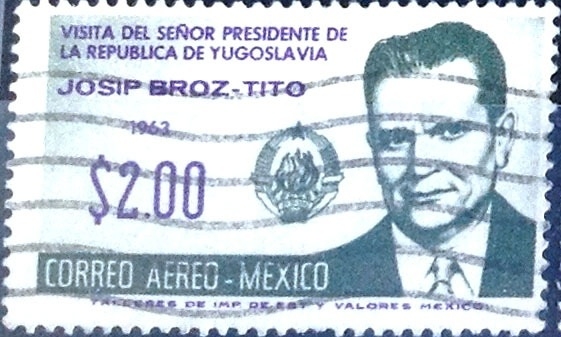 VISITA DEL SEÑOR PRESIDENTE DE
LA REPUBLICA DE YUGOSLAVIA
JOSIP BROZ-TITO
1963
$2.00
CORREO AEREO-MEXICO
TALLERES DE IMP. DE EST. Y VALORES MEXICO